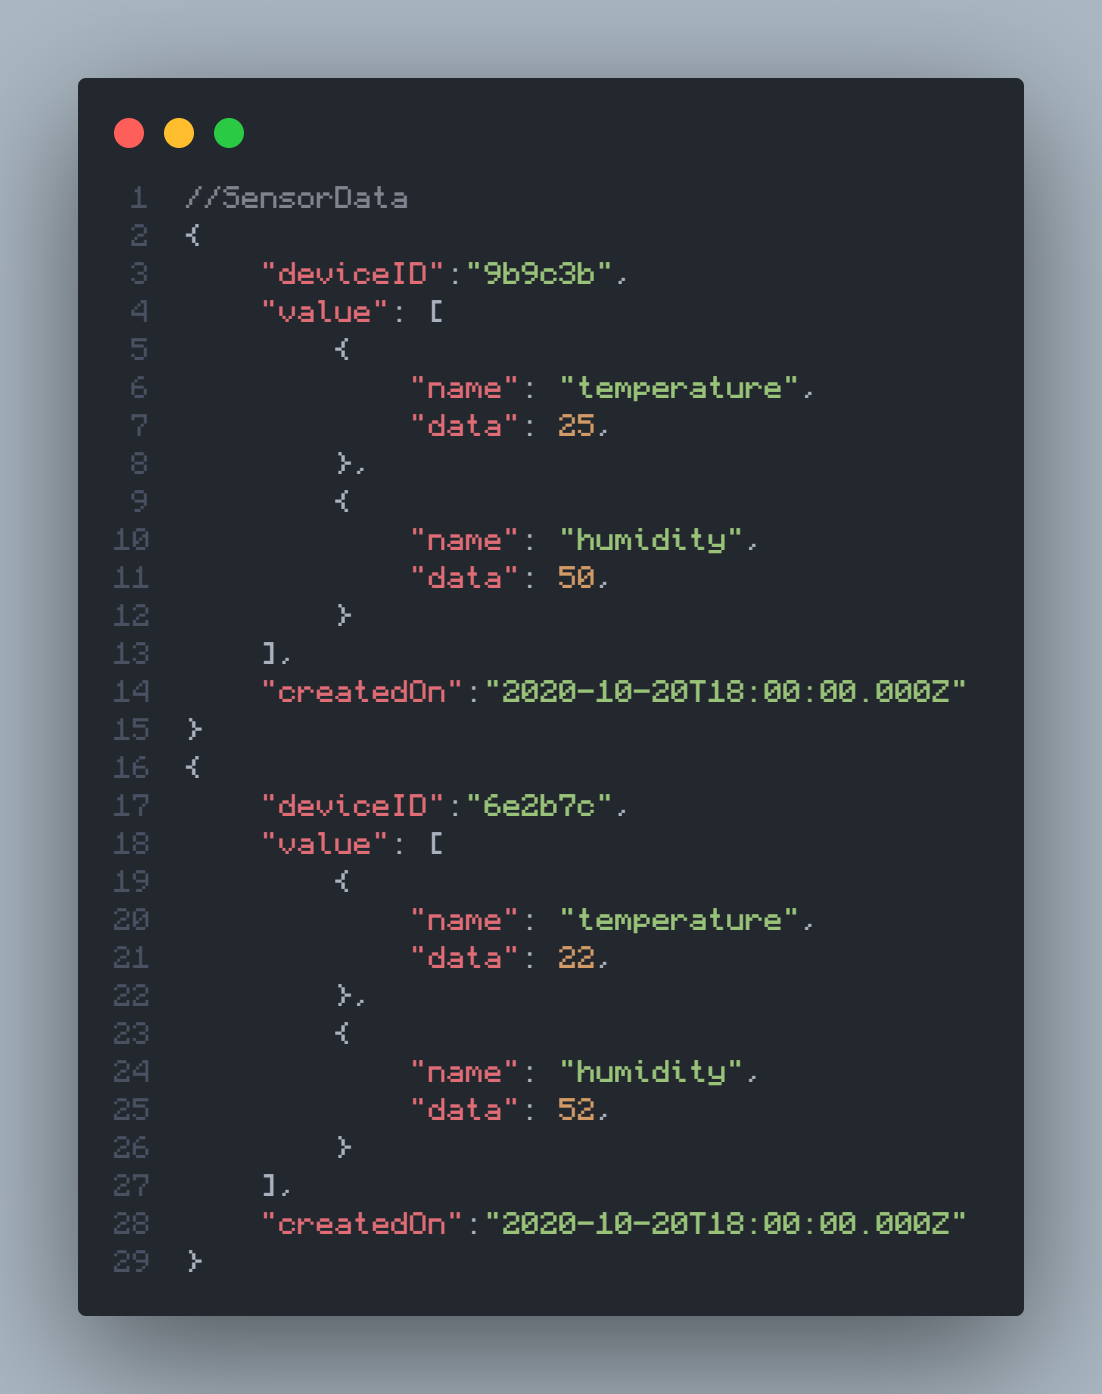 1 //SensorData
2 {
3     "deviceID":"9b9c3b",
4     "value": [
5         {
6             "name": "temperature",
7             "data": 25,
8         },
9         {
10             "name": "humidity",
11             "data": 50,
12         }
13     ],
14     "createdOn":"2020-10-20T18:00:00.000Z"
15 }
16 {
17     "deviceID":"6e2b7c",
18     "value": [
19         {
20             "name": "temperature",
21             "data": 22,
22         },
23         {
24             "name": "humidity",
25             "data": 52,
26         }
27     ],
28     "createdOn":"2020-10-20T18:00:00.000Z"
29 }